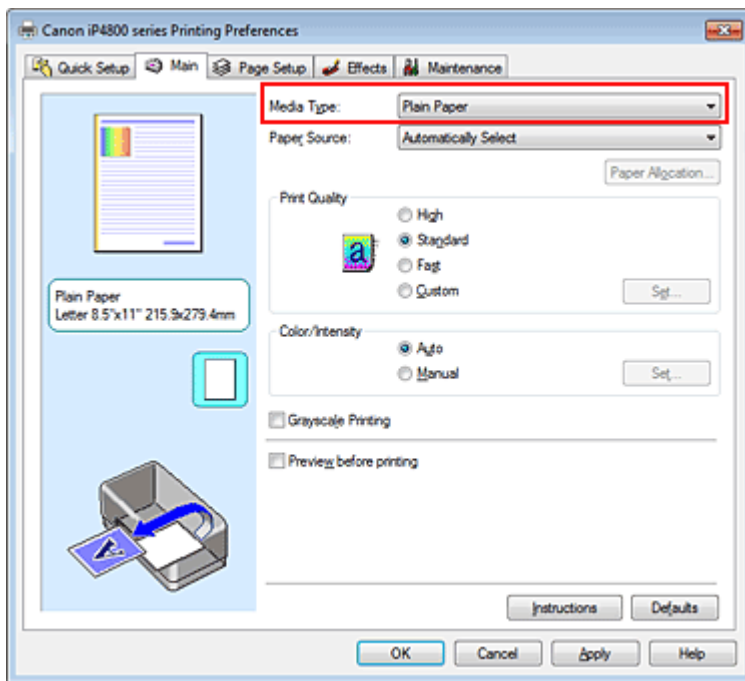 Canon iP4800 series Printing Preferences
Quick Setup Main Page Setup Effects Maintenance
Media Type: Plain Paper
Paper Source: Automatically Select
Paper Allocation...
Print Quality
High
a Standard
Fast
Custom Set...
Plain Paper
Letter 8.5"x11" 215.9x279.4mm
Color/Intensity
Auto
Manual Set...
Grayscale Printing
Preview before printing
A
Instructions Defaults
OK Cancel Apply Help